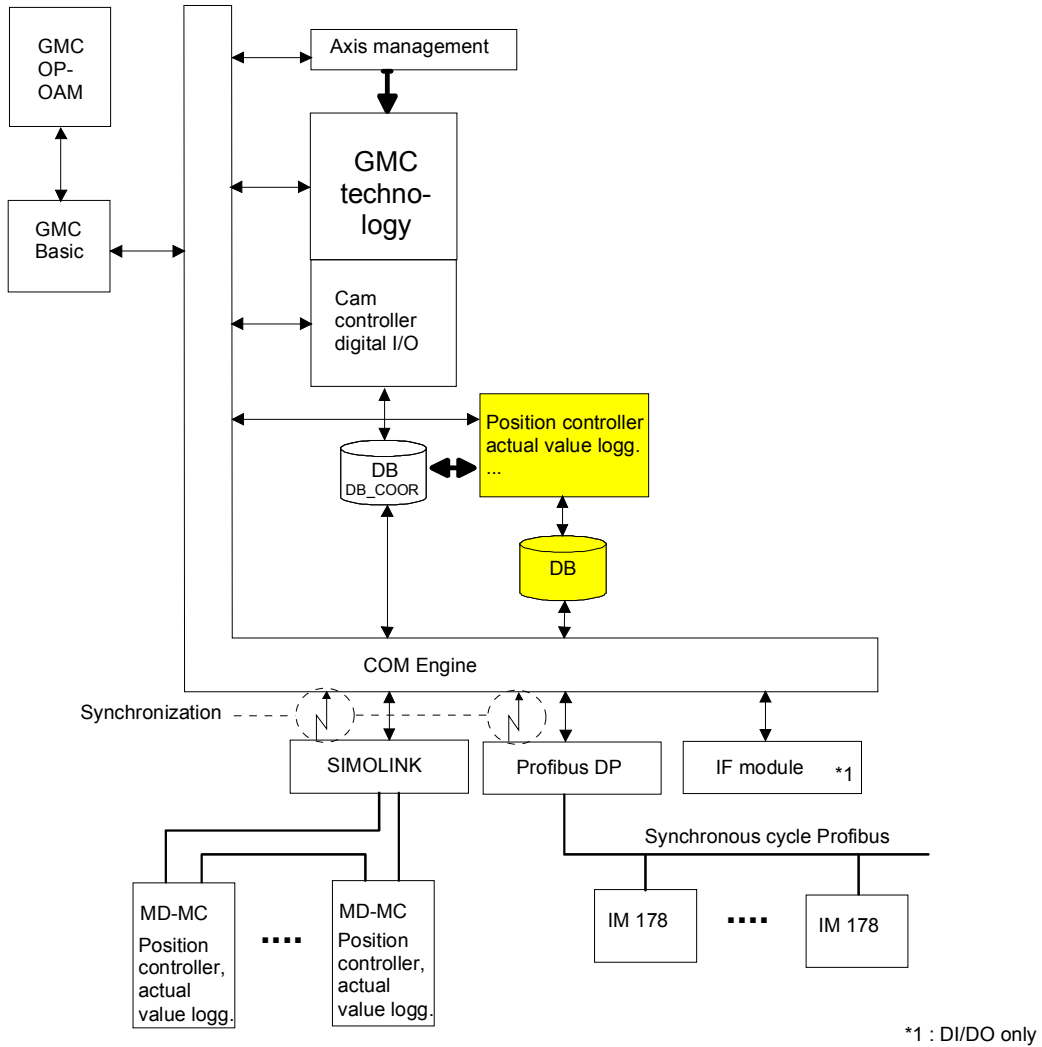 GMC
OP-
OAM
Axis management
GMC
techno-
logy
GMC
Basic
Cam
controller
digital I/O
Position controller
actual value logg.
...
DB
DB_COOR
DB
COM Engine
Synchronization
SIMOLINK
Profibus DP
IF module
*1
Synchronous cycle Profibus
MD-MC
Position
controller,
actual
value logg.
....
MD-MC
Position
controller,
actual
value logg.
IM 178
....
IM 178
*1 : DI/DO only